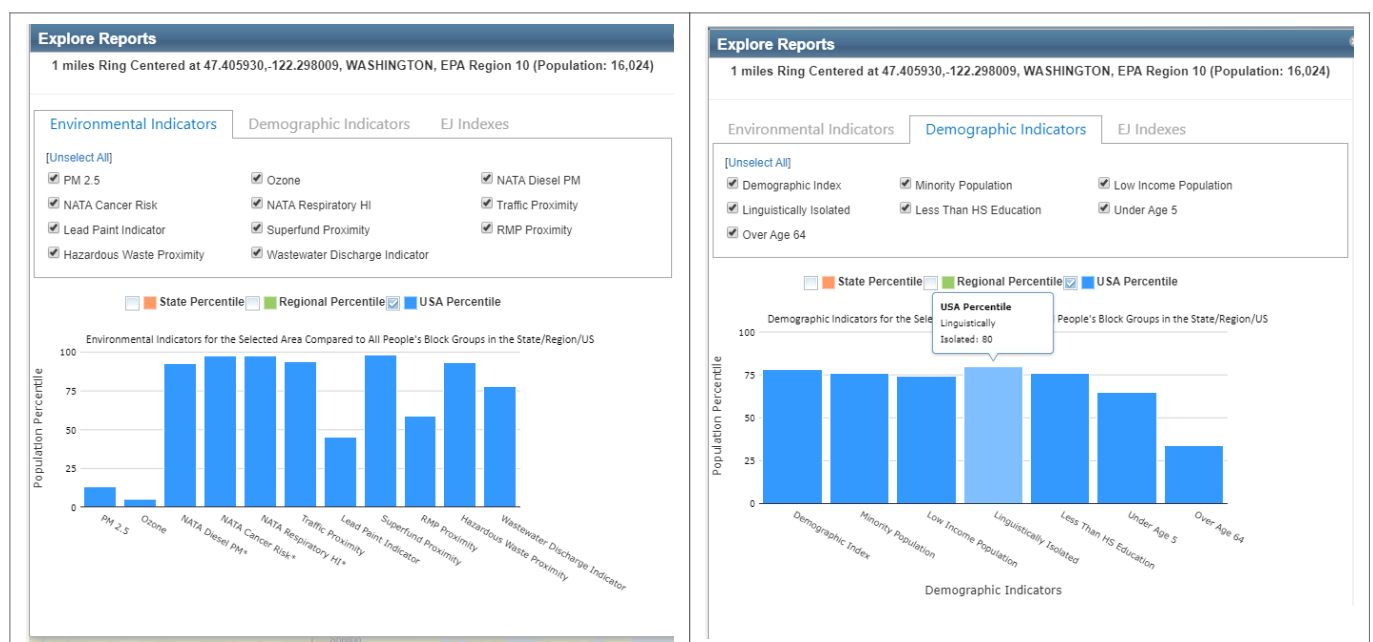 Explore Reports
1 miles Ring Centered at 47.405930,-122.298009, WASHINGTON, EPA Region 10 (Population: 16,024)
Environmental Indicators Demographic Indicators EJ Indexes
[Unselect All]
PM 2.5 Ozone NATA Diesel PM
NATA Cancer Risk NATA Respiratory HI Traffic Proximity
Lead Paint Indicator Superfund Proximity RMP Proximity
Hazardous Waste Proximity Wastewater Discharge Indicator
State Percentile Regional Percentile USA Percentile
Environmental Indicators for the Selected Area Compared to All People's Block Groups in the State/Region/US
Population Percentile
100
75
50
25
0
PM 2.5
Ozone
NATA Diesel PM*
NATA Cancer Risk*
NATA Respiratory HI*
Traffic Proximity
Lead Paint Indicator
Superfund Proximity
RMP Proximity
Hazardous Waste Proximity
Wastewater Discharge Indicator
Explore Reports
1 miles Ring Centered at 47.405930,-122.298009, WASHINGTON, EPA Region 10 (Population: 16,024)
Environmental Indicators Demographic Indicators EJ Indexes
[Unselect All]
Demographic Index Minority Population Low Income Population
Linguistically Isolated Less Than HS Education Under Age 5
Over Age 64
State Percentile Regional Percentile USA Percentile
USA Percentile
Linguistically
Isolated: 80
Demographic Indicators for the Sele People's Block Groups in the State/Region/US
Population Percentile
100
75
50
25
0
Demographic Index
Minority Population
Low Income Population
Linguistically Isolated
Less Than HS Education
Under Age 5
Over Age 64
Demographic Indicators